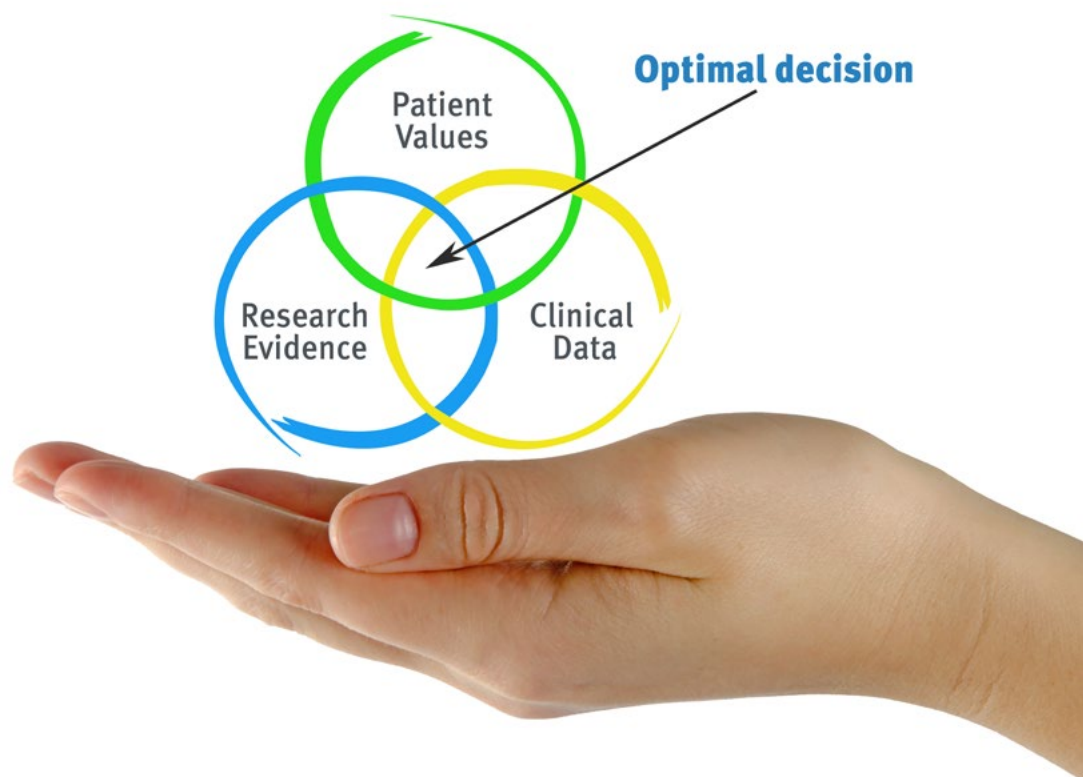 Optimal decision
Patient
Values
Research
Evidence
Clinical
Data